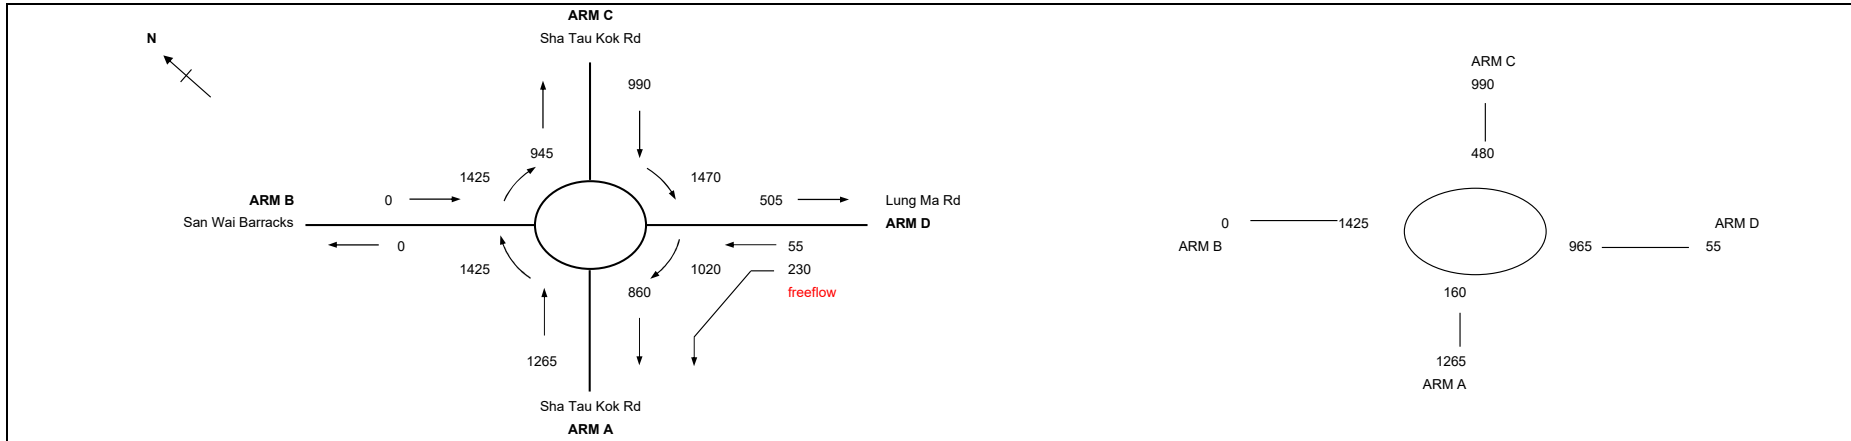 ARM C
Sha Tau Kok Rd
N
990
945
1425
1470
ARM B
0
505
Lung Ma Rd
San Wai Barracks
ARM D
0
55
1425
1020
230
860
freeflow
1265
Sha Tau Kok Rd
ARM A
ARM C
990
480
0
1425
ARM D
ARM B
965
55
160
1265
ARM A